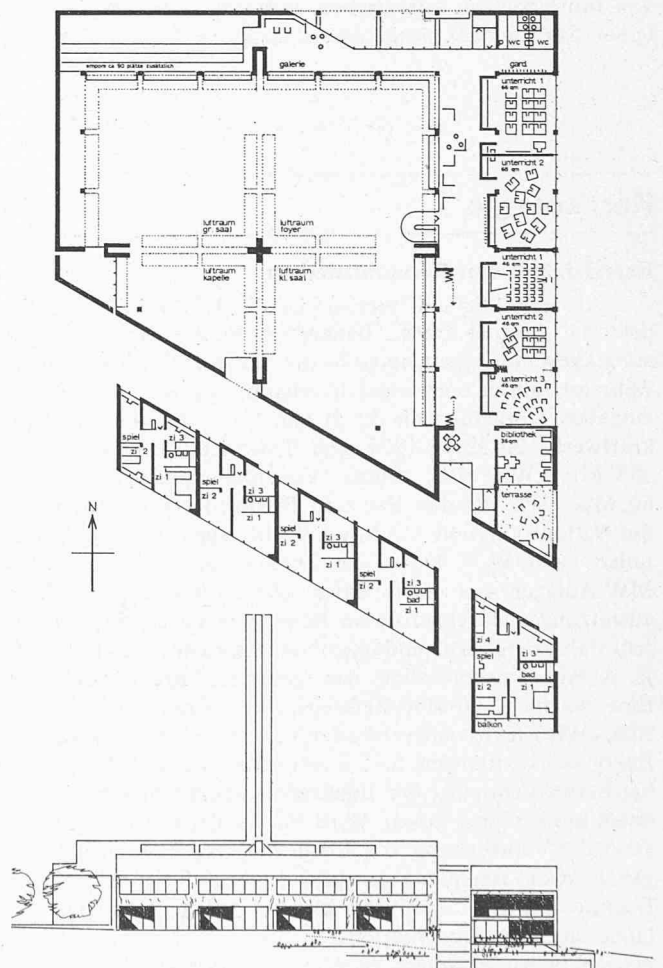 wc
wc
empore ca 90 plätze zusätzlich
galerie
gard
unterricht 1
66 qm
unterricht 2
66 qm
luftraum
gr. saal
luftraum
foyer
luftraum
kapelle
luftraum
kl. saal
unterricht 1
46 qm
unterricht 2
46 qm
unterricht 3
46 qm
bibliothek
36 qm
terrasse
spiel
zi 2
zi 3
zi 1
spiel
zi 2
zi 3
zi 1
spiel
zi 2
zi 3
zi 1
spiel
zi 2
zi 3
bad
zi 1
N
zi 4
zi 3
spiel
bad
zi 2
zi 1
balkon